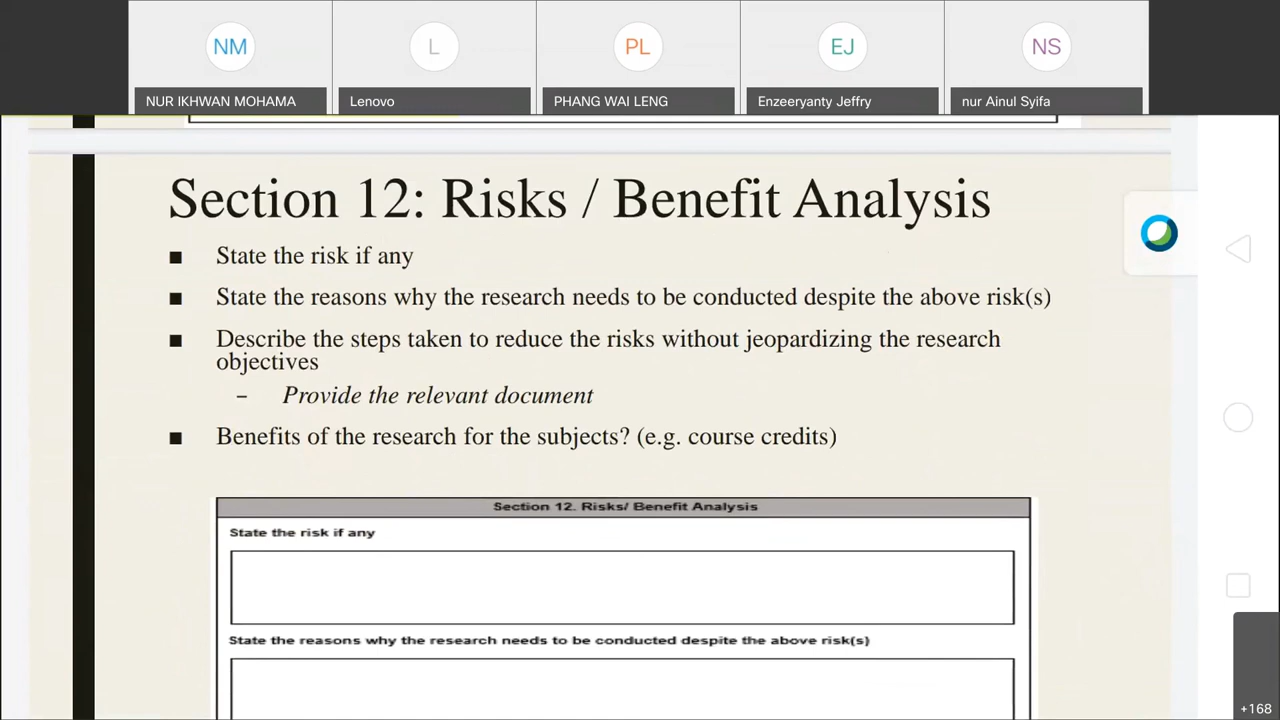 NM
L
PL
EJ
NS
NUR IKHWAN MOHAMA
Lenovo
PHANG WAI LENG
Enzeeryanty Jeffry
nur Ainul Syifa
Section 12: Risks / Benefit Analysis
■ State the risk if any
■ State the reasons why the research needs to be conducted despite the above risk(s)
■ Describe the steps taken to reduce the risks without jeopardizing the research
objectives
– Provide the relevant document
■ Benefits of the research for the subjects? (e.g. course credits)
Section 12. Risks/ Benefit Analysis
State the risk if any
State the reasons why the research needs to be conducted despite the above risk(s)
+168